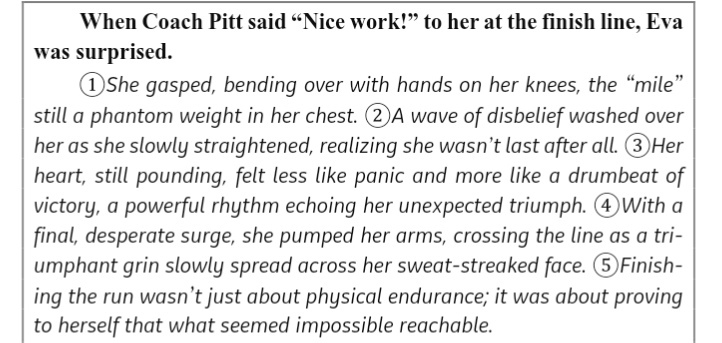 When Coach Pitt said “Nice work!” to her at the finish line, Eva
was surprised.
①She gasped, bending over with hands on her knees, the “mile”
still a phantom weight in her chest. ②A wave of disbelief washed over
her as she slowly straightened, realizing she wasn’t last after all. ③Her
heart, still pounding, felt less like panic and more like a drumbeat of
victory, a powerful rhythm echoing her unexpected triumph. ④With a
final, desperate surge, she pumped her arms, crossing the line as a tri-
umphant grin slowly spread across her sweat-streaked face. ⑤Finish-
ing the run wasn’t just about physical endurance; it was about proving
to herself that what seemed impossible reachable.